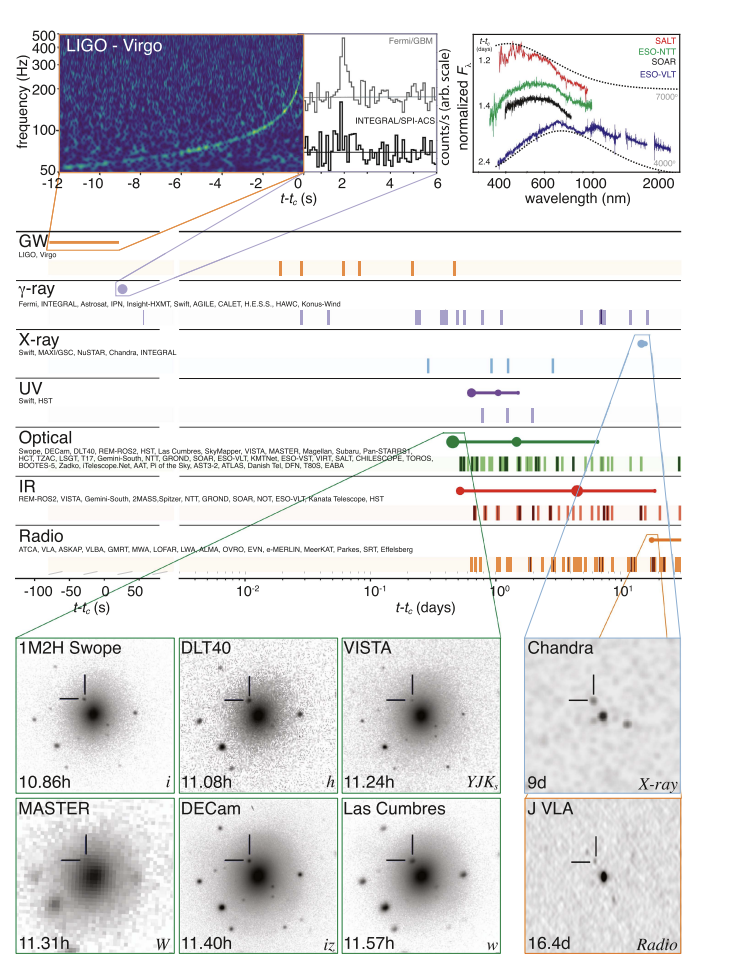 LIGO - Virgo
Fermi/GBM
INTEGRAL/SPI-ACS
frequency (Hz)
500
400
300
200
100
50
-12 -10 -8 -6 -4 -2 0 2 4 6
t-tc (s)
counts/s (arb. scale)
normalized Fλ
t-tc
(days)
1.2
1.4
2.4
SALT
ESO-NTT
SOAR
ESO-VLT
7000°
4000°
400 600 1000 2000
wavelength (nm)
GW
LIGO, Virgo
γ-ray
Fermi, INTEGRAL, Astrosat, IPN, Insight-HXMT, Swift, AGILE, CALET, H.E.S.S., HAWC, Konus-Wind
X-ray
Swift, MAXI/GSC, NuSTAR, Chandra, INTEGRAL
UV
Swift, HST
Optical
Swope, DECam, DLT40, REM-ROS2, HST, Las Cumbres, SkyMapper, VISTA, MASTER, Magellan, Subaru, Pan-STARRS1,
HCT, TZAC, LSGT, T17, Gemini-South, NTT, GROND, SOAR, ESO-VLT, KMTNet, ESO-VST, VIRT, SALT, CHILESCOPE, TOROS,
BOOTES-5, Zadko, iTelescope.Net, AAT, Pi of the Sky, AST3-2, ATLAS, Danish Tel, DFN, T80S, EABA
IR
REM-ROS2, VISTA, Gemini-South, 2MASS,Spitzer, NTT, GROND, SOAR, NOT, ESO-VLT, Kanata Telescope, HST
Radio
ATCA, VLA, ASKAP, VLBA, GMRT, MWA, LOFAR, LWA, ALMA, OVRO, EVN, e-MERLIN, MeerKAT, Parkes, SRT, Effelsberg
-100 -50 0 50 10-2 10-1 100 101
t-tc (s) t-tc (days)
1M2H Swope
10.86h i
DLT40
11.08h h
VISTA
11.24h YJKs
Chandra
9d X-ray
MASTER
11.31h W
DECam
11.40h iz
Las Cumbres
11.57h w
J VLA
16.4d Radio